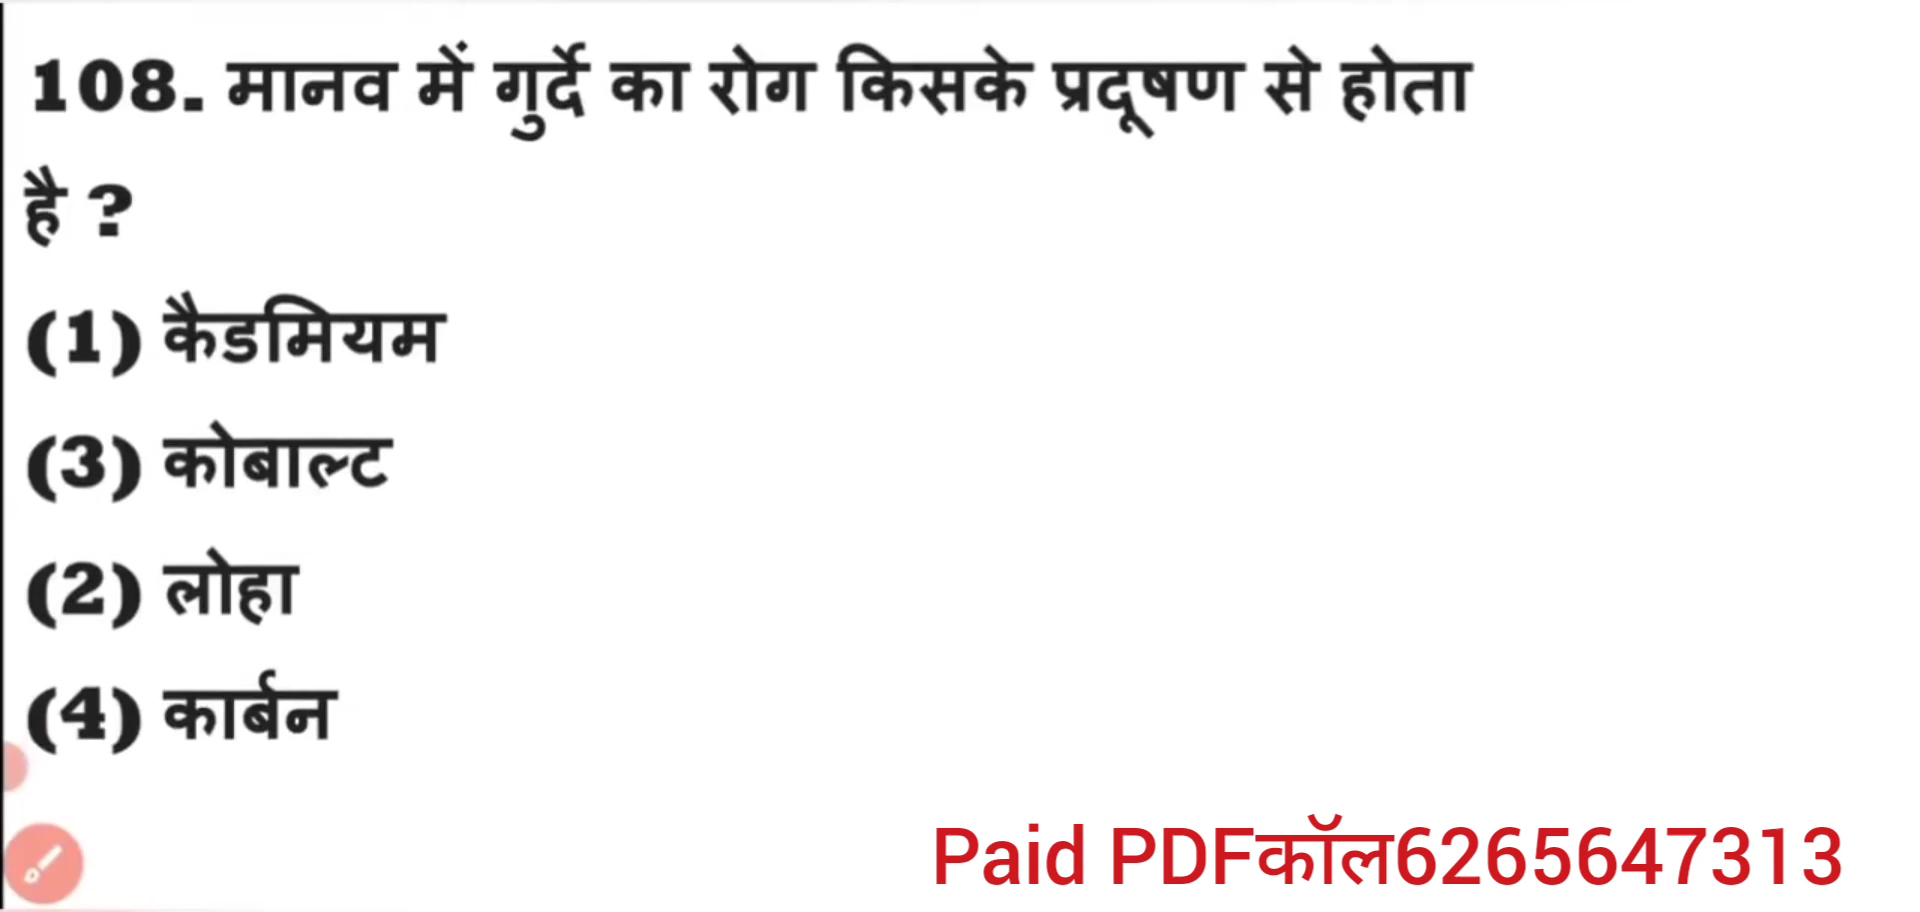 108. मानव में गुर्दे का रोग किसके प्रदूषण से होता
है ?
(1) कैडमियम
(3) कोबाल्ट
(2) लोहा
(4) कार्बन
Paid PDFकॉल6265647313